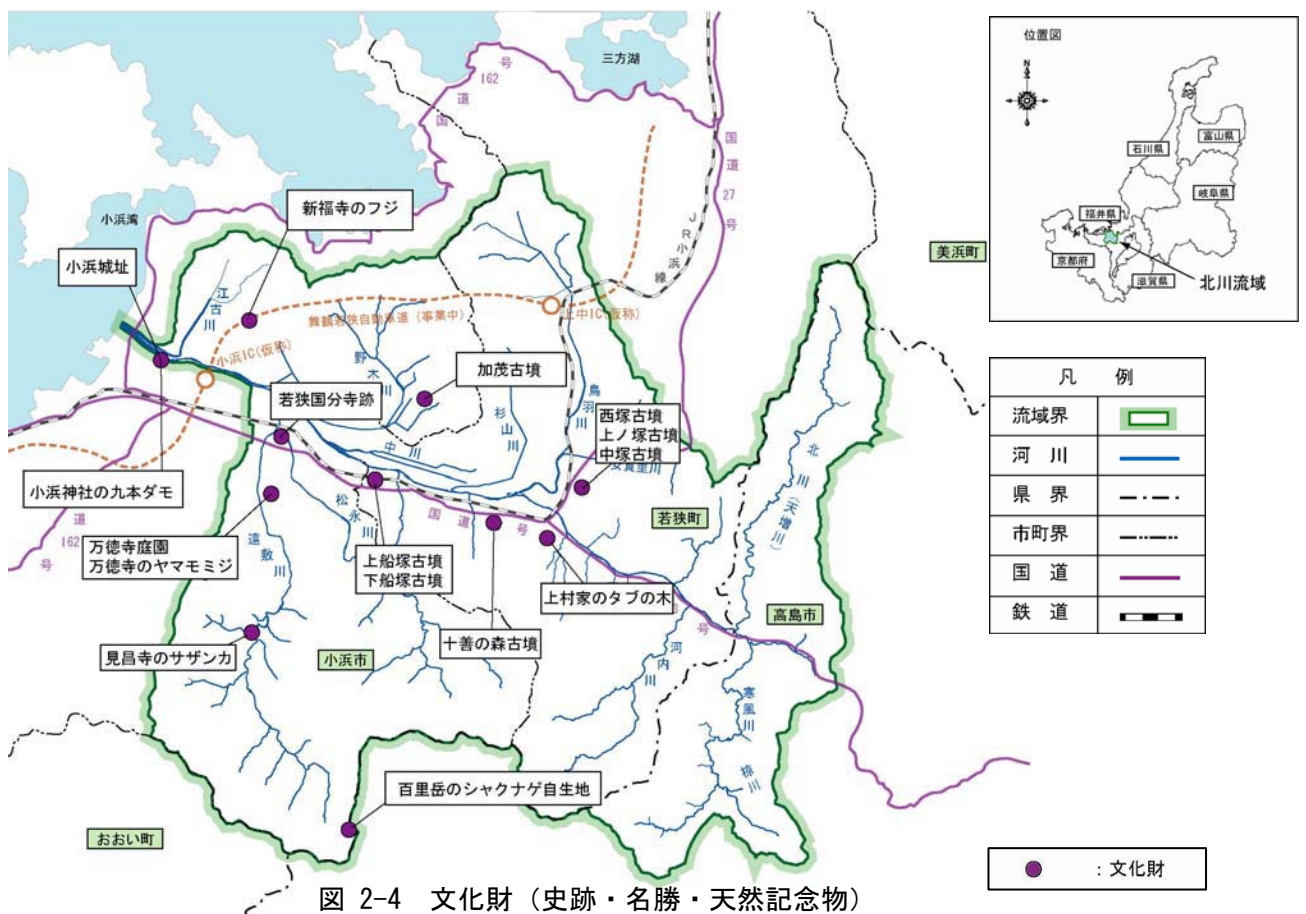 三方湖
国道162号
国道27号
JR小浜線
小浜湾
新福寺のフジ
小浜城址
江古川
舞鶴若狭自動車道(事業中)
上中IC(仮称)
小浜IC(仮称)
野木川
加茂古墳
若狭国分寺跡
杉山川
鳥羽川
中川
西塚古墳
上ノ塚古墳
中塚古墳
安賀里川
北川(天増川)
小浜神社の九本ダモ
松永川
国道
号
若狭町
美浜町
道
162
号
万徳寺庭園
万徳寺のヤマモミジ
遠敷川
上船塚古墳
下船塚古墳
上村家のタブの木
号
高島市
見昌寺のサザンカ
小浜市
十善の森古墳
河内川
寒風川
椋川
百里岳のシャクナゲ自生地
おおい町
位置図
N
石川県
富山県
福井県
岐阜県
京都府
滋賀県
北川流域
凡 例
流域界
河 川
県 界
市町界
国 道
鉄 道
:文化財
図 2-4 文化財(史跡・名勝・天然記念物)